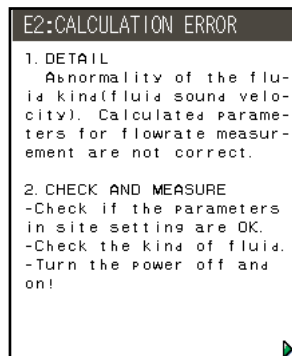 E2:CALCULATION ERROR
1. DETAIL
Abnormality of the flu-
id kind(fluid sound velo-
city). Calculated parame-
ters for flowrate measur-
ement are not correct.
2. CHECK AND MEASURE
-Check if the parameters
in site setting are OK.
-Check the kind of fluid.
-Turn the power off and
on!